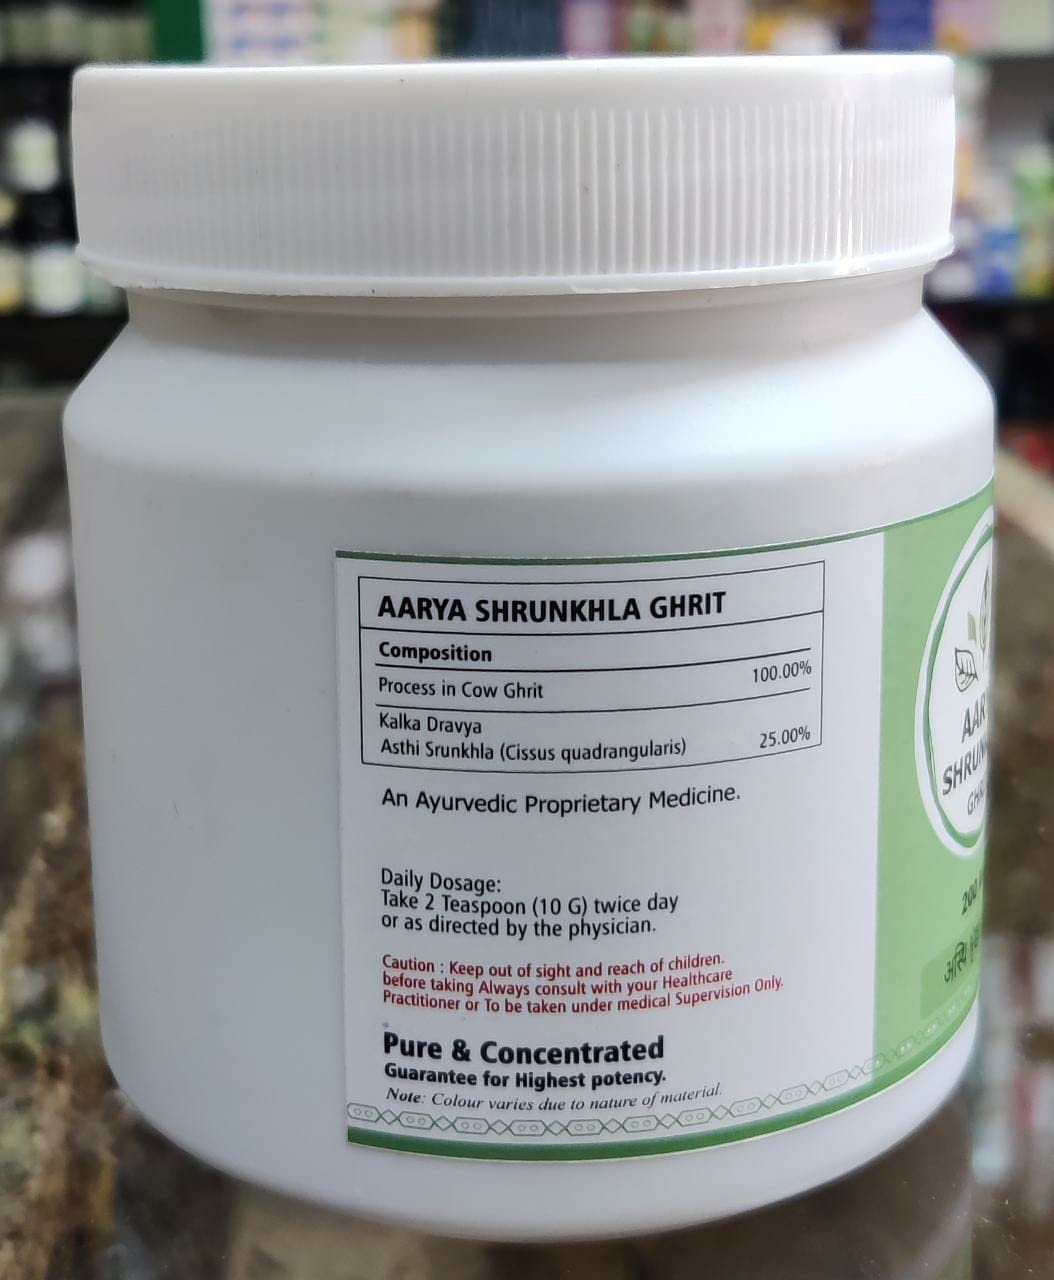 AARYA SHRUNKHLA GHRIT
Composition
Process in Cow Ghrit 100.00%
Kalka Dravya
Asthi Srunkhla (Cissus quadrangularis) 25.00%
An Ayurvedic Proprietary Medicine.
Daily Dosage:
Take 2 Teaspoon (10 G) twice day
or as directed by the physician.
Caution : Keep out of sight and reach of children.
before taking Always consult with your Healthcare
Practitioner or To be taken under medical Supervision Only.
Pure & Concentrated
Guarantee for Highest potency.
Note: Colour varies due to nature of material.
200
अस्थि